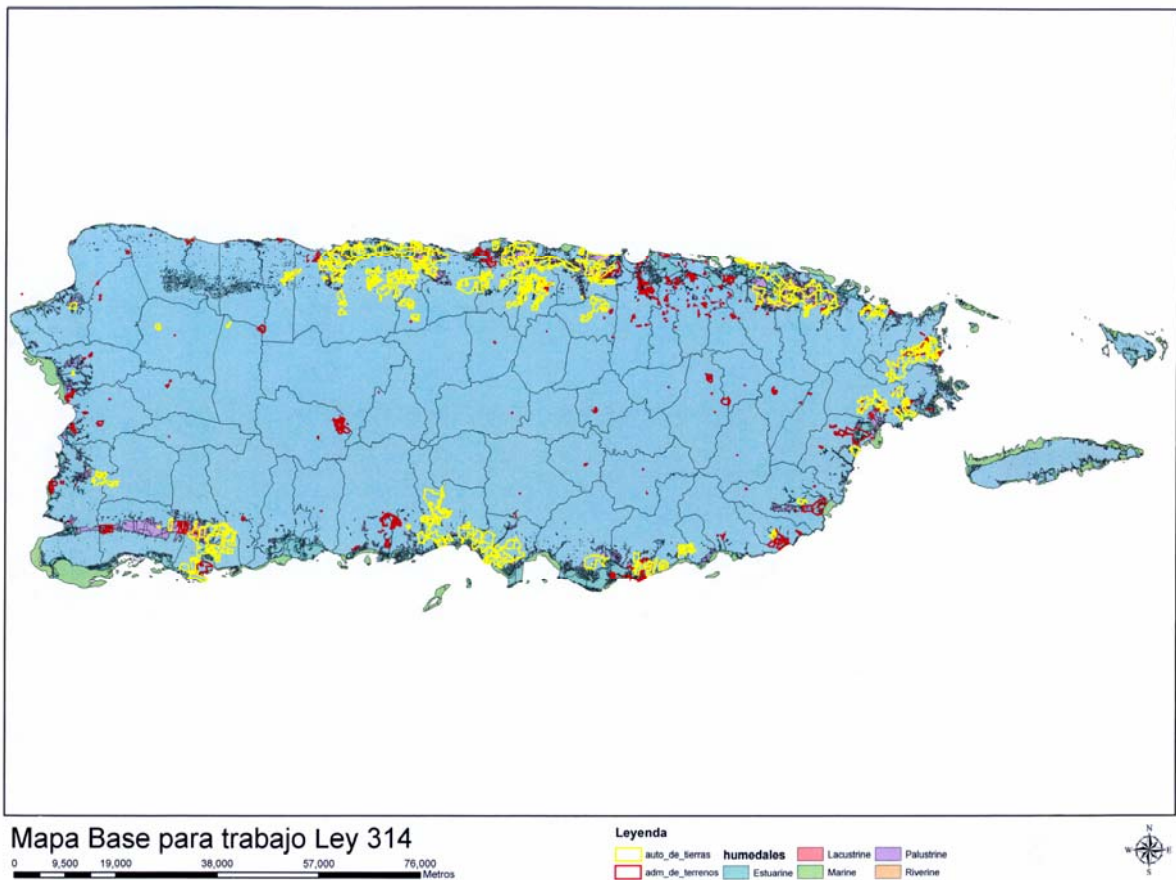 Mapa Base para trabajo Ley 314
0 9,500 19,000 38,000 57,000 76,000
Metros
Leyenda
auto_de_tierras
adm_de_terrenos
humedales
Estuarine
Lacustrine
Marine
Palustrine
Riverine
N
W E
S